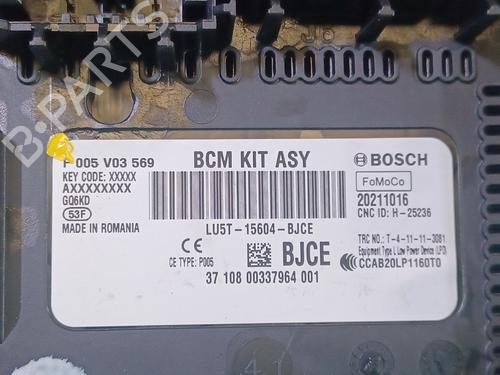 B-PARTS
F 005 V03 569
KEY CODE: XXXXX
AXXXXXXXX
GQ6KD
53F
MADE IN ROMANIA
BCM KIT ASY
LU5T-15604-BJCE
CE
CE TYPE: P005
BJCE
37 108 00337964 001
BOSCH
FoMoCo
20211016
CNC ID: H-25236
TRC NO.: T-4-11-11-3081
Equipment Type: L Low Power Device (LPD)
CCAB20LP1160T0